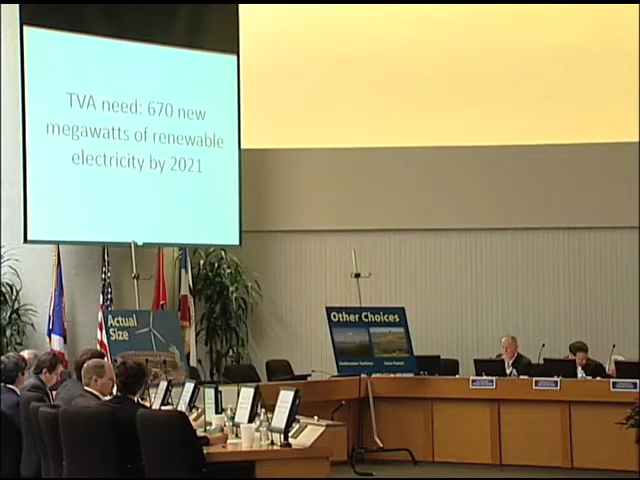 TVA need: 670 new
megawatts of renewable
electricity by 2021
Actual
Size
Other Choices